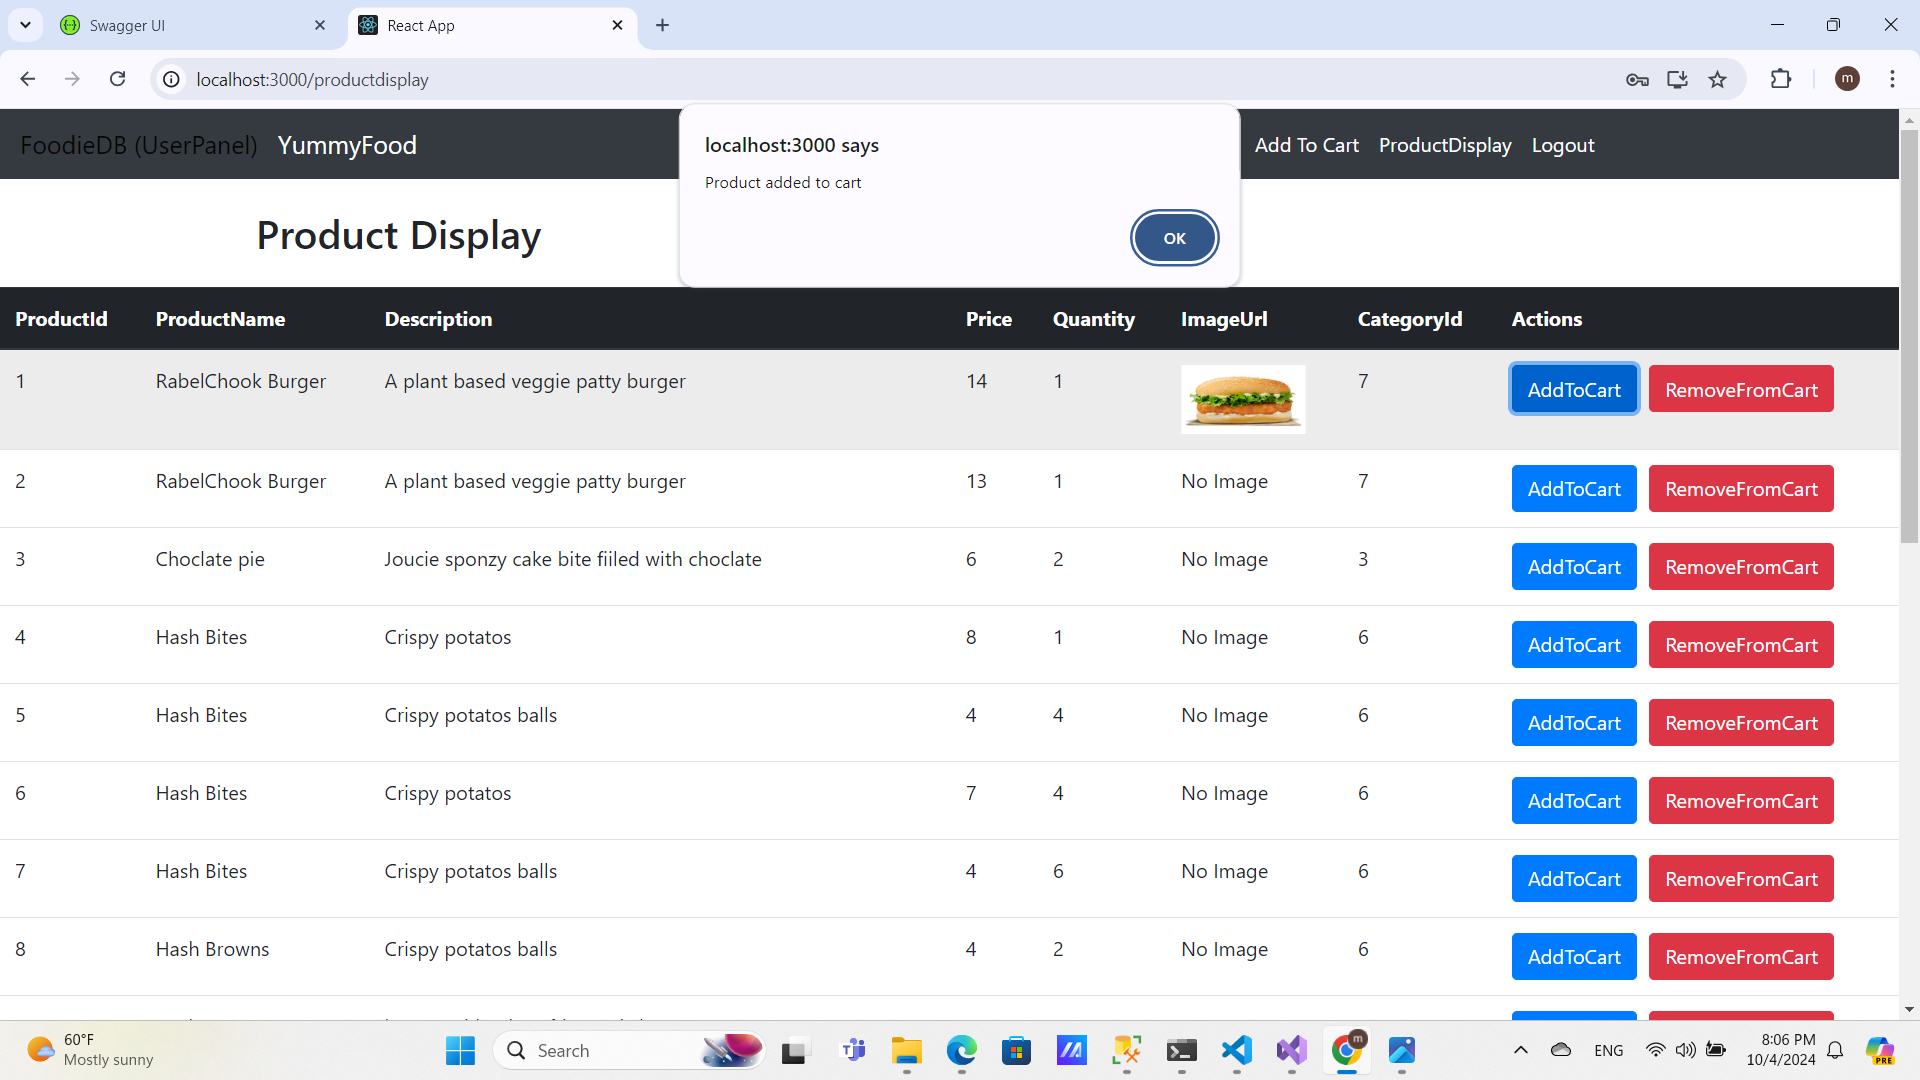 Swagger UI
React App
localhost:3000/productdisplay
m
FoodieDB (UserPanel) YummyFood
Add To Cart ProductDisplay Logout
localhost:3000 says
Product added to cart
OK
Product Display
ProductId ProductName Description Price Quantity ImageUrl CategoryId Actions
1 RabelChook Burger A plant based veggie patty burger 14 1 7 AddToCart RemoveFromCart
2 RabelChook Burger A plant based veggie patty burger 13 1 No Image 7 AddToCart RemoveFromCart
3 Choclate pie Joucie sponzy cake bite fiiled with choclate 6 2 No Image 3 AddToCart RemoveFromCart
4 Hash Bites Crispy potatos 8 1 No Image 6 AddToCart RemoveFromCart
5 Hash Bites Crispy potatos balls 4 4 No Image 6 AddToCart RemoveFromCart
6 Hash Bites Crispy potatos 7 4 No Image 6 AddToCart RemoveFromCart
7 Hash Bites Crispy potatos balls 4 6 No Image 6 AddToCart RemoveFromCart
8 Hash Browns Crispy potatos balls 4 2 No Image 6 AddToCart RemoveFromCart
60°F
Mostly sunny
Search
m
ENG
8:06 PM
10/4/2024
PRE